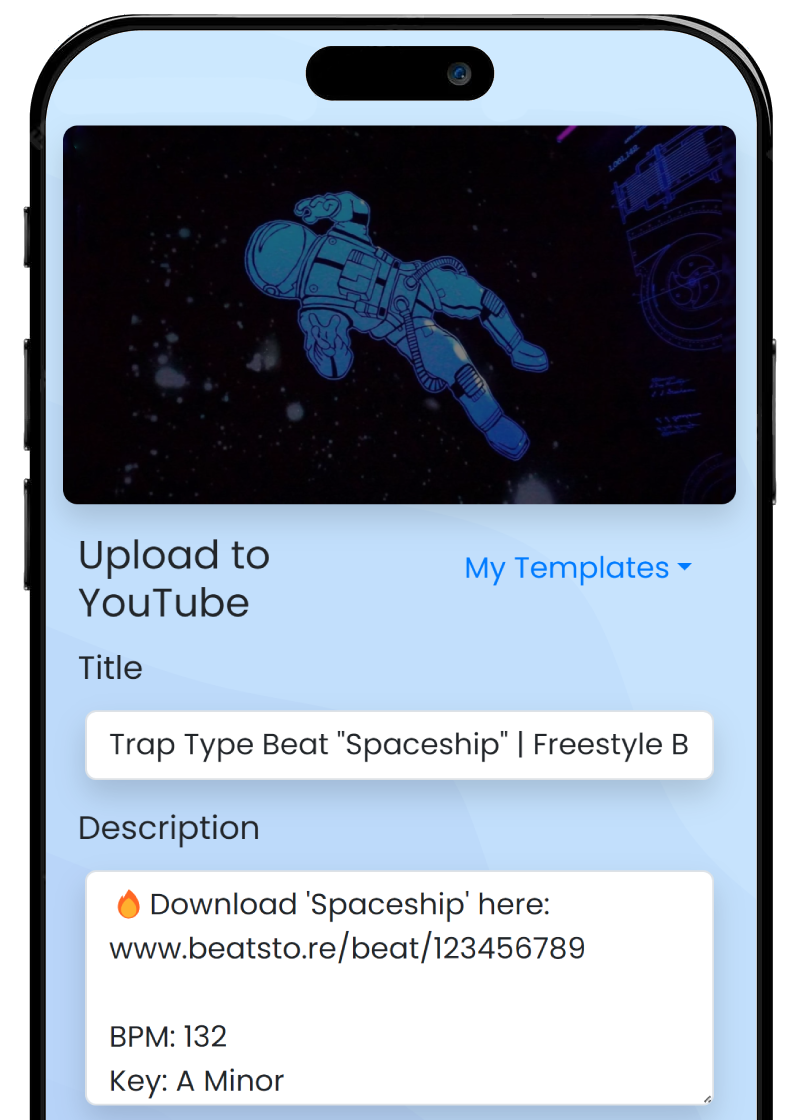 Upload to
YouTube
My Templates
Title
Trap Type Beat "Spaceship" | Freestyle B
Description
🔥 Download 'Spaceship' here:
www.beatsto.re/beat/123456789
BPM: 132
Key: A Minor